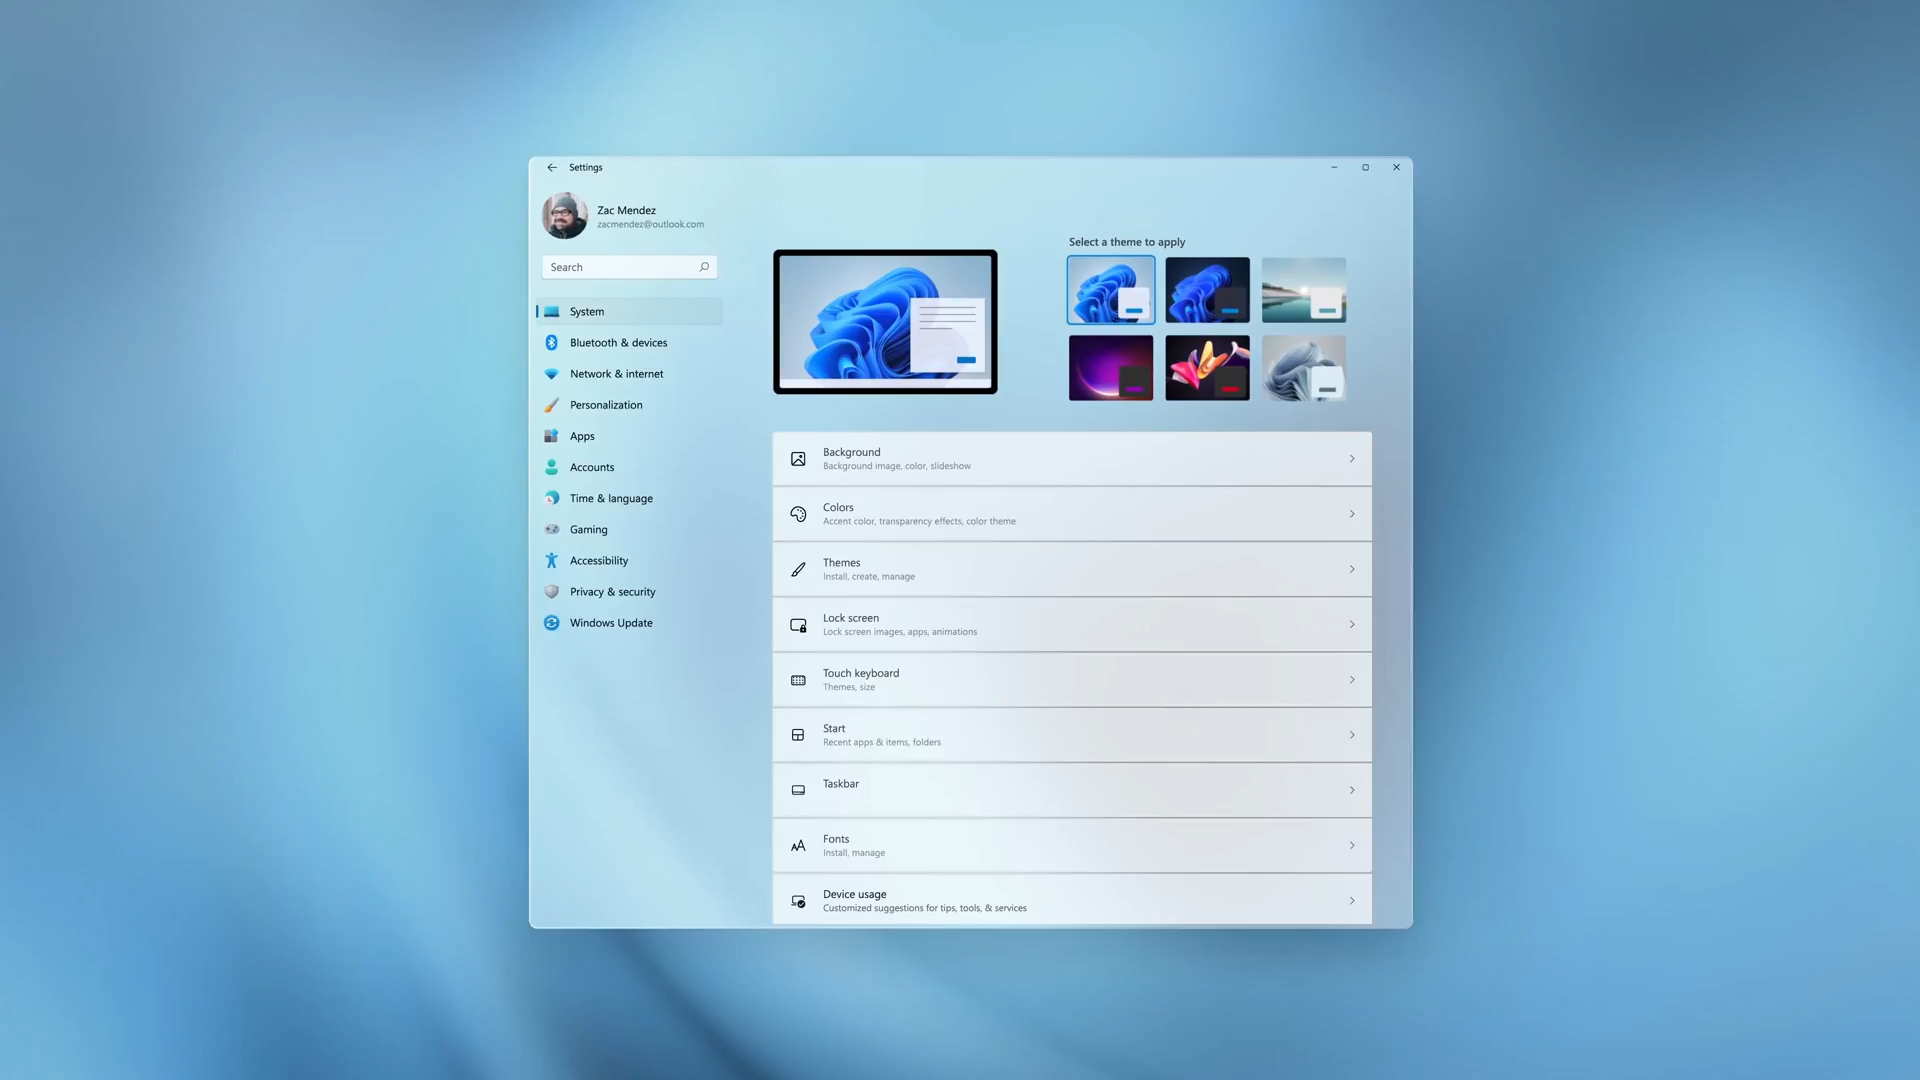 Settings
Zac Mendez
zacmendez@outlook.com
Search
System
Bluetooth & devices
Network & internet
Personalization
Apps
Accounts
Time & language
Gaming
Accessibility
Privacy & security
Windows Update
Select a theme to apply
Background
Background image, color, slideshow
Colors
Accent color, transparency effects, color theme
Themes
Install, create, manage
Lock screen
Lock screen images, apps, animations
Touch keyboard
Themes, size
Start
Recent apps & items, folders
Taskbar
Fonts
Install, manage
Device usage
Customized suggestions for tips, tools, & services